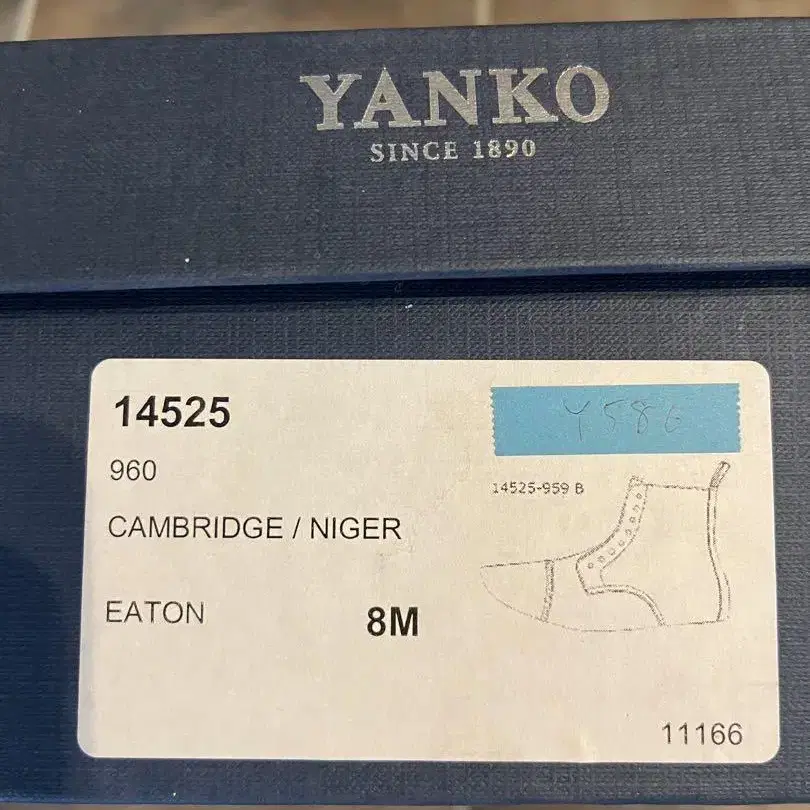 YANKO
SINCE 1890
14525
Y586
960
14525-959 B
CAMBRIDGE / NIGER
EATON
8M
11166